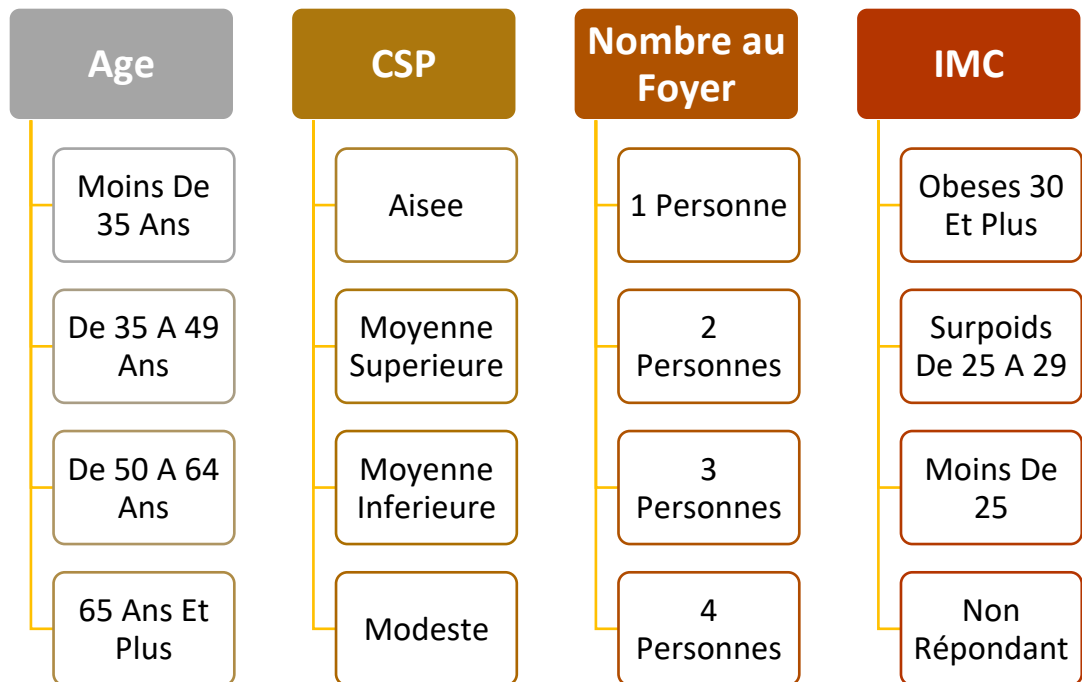 Age
Moins De
35 Ans
De 35 A 49
Ans
De 50 A 64
Ans
65 Ans Et
Plus
CSP
Aisee
Moyenne
Superieure
Moyenne
Inferieure
Modeste
Nombre au
Foyer
1 Personne
2
Personnes
3
Personnes
4
Personnes
IMC
Obeses 30
Et Plus
Surpoids
De 25 A 29
Moins De
25
Non
Répondant